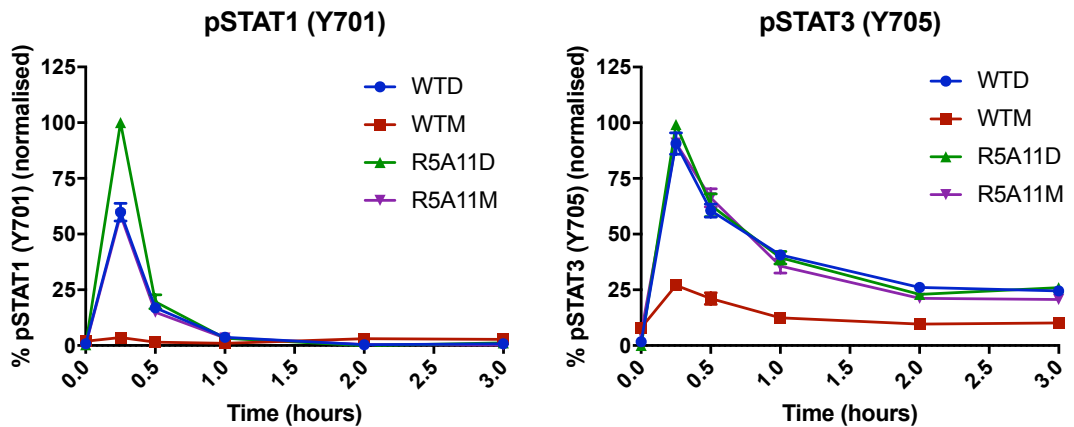 pSTAT1 (Y701)
% pSTAT1 (Y701) (normalised)
125
100
75
50
25
0
0.0
0.5
1.0
1.5
2.0
2.5
3.0
Time (hours)
WTD
WTM
R5A11D
R5A11M
pSTAT3 (Y705)
% pSTAT3 (Y705) (normalised)
125
100
75
50
25
0
0.0
0.5
1.0
1.5
2.0
2.5
3.0
Time (hours)
WTD
WTM
R5A11D
R5A11M